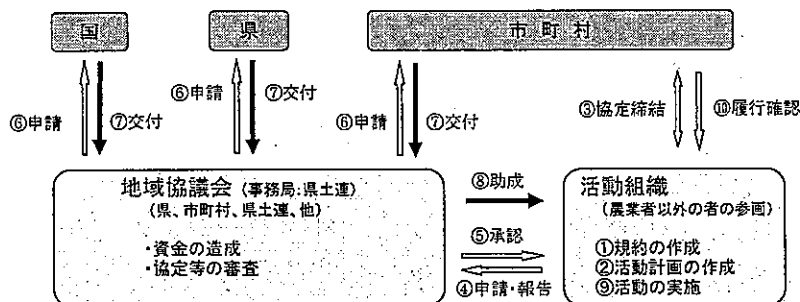 国
県
市町村
⑥申請
⑦交付
⑥申請
⑦交付
⑥申請
⑦交付
③協定締結
⑩履行確認
地域協議会(事務局:県土連)
(県、市町村、県土連、他)
・資金の造成
・協定等の審査
⑧助成
⑤承認
④申請・報告
活動組織
(農業者以外の者の参画)
①規約の作成
②活動計画の作成
⑨活動の実施